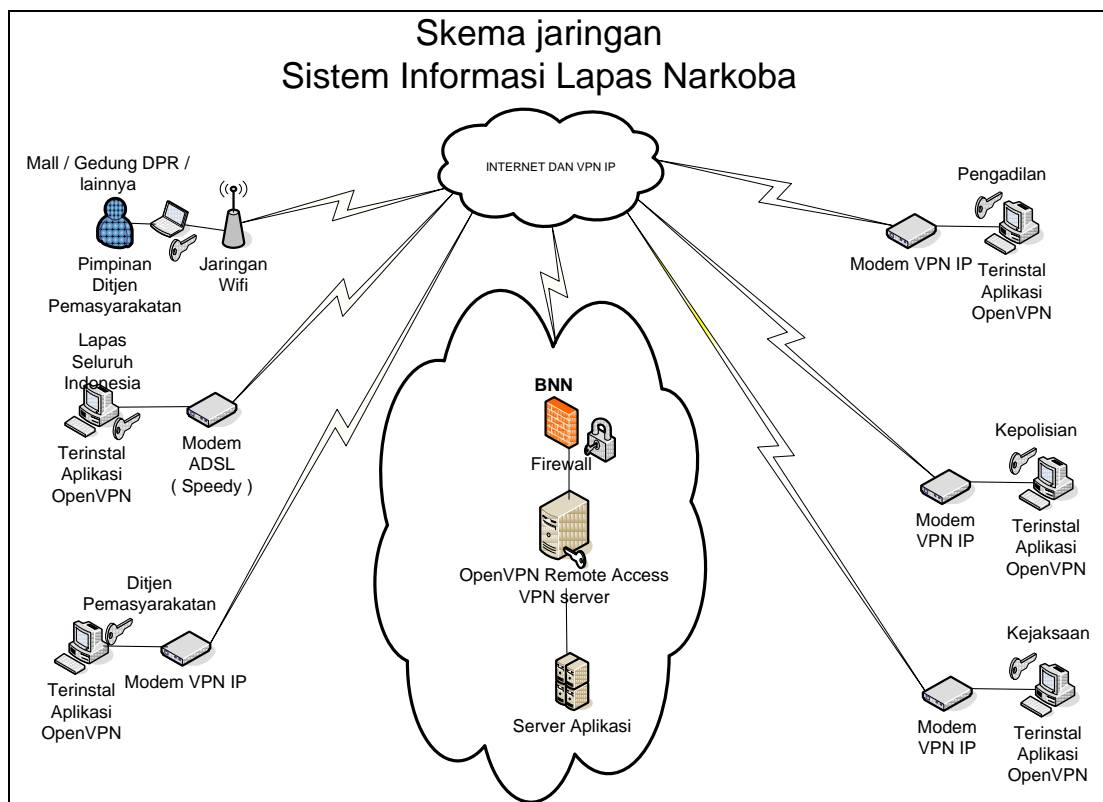 Skema jaringan
Sistem Informasi Lapas Narkoba
INTERNET DAN VPN IP
Mall / Gedung DPR /
lainnya
Pimpinan
Ditjen
Pemasyarakatan
Jaringan
Wifi
Lapas
Seluruh
Indonesia
Terinstal
Aplikasi
OpenVPN
Modem
ADSL
( Speedy )
Ditjen
Pemasyarakatan
Terinstal
Aplikasi
OpenVPN
Modem VPN IP
BNN
Firewall
OpenVPN Remote Access
VPN server
Server Aplikasi
Pengadilan
Modem VPN IP
Terinstal
Aplikasi
OpenVPN
Kepolisian
Modem
VPN IP
Terinstal
Aplikasi
OpenVPN
Kejaksaan
Modem
VPN IP
Terinstal
Aplikasi
OpenVPN